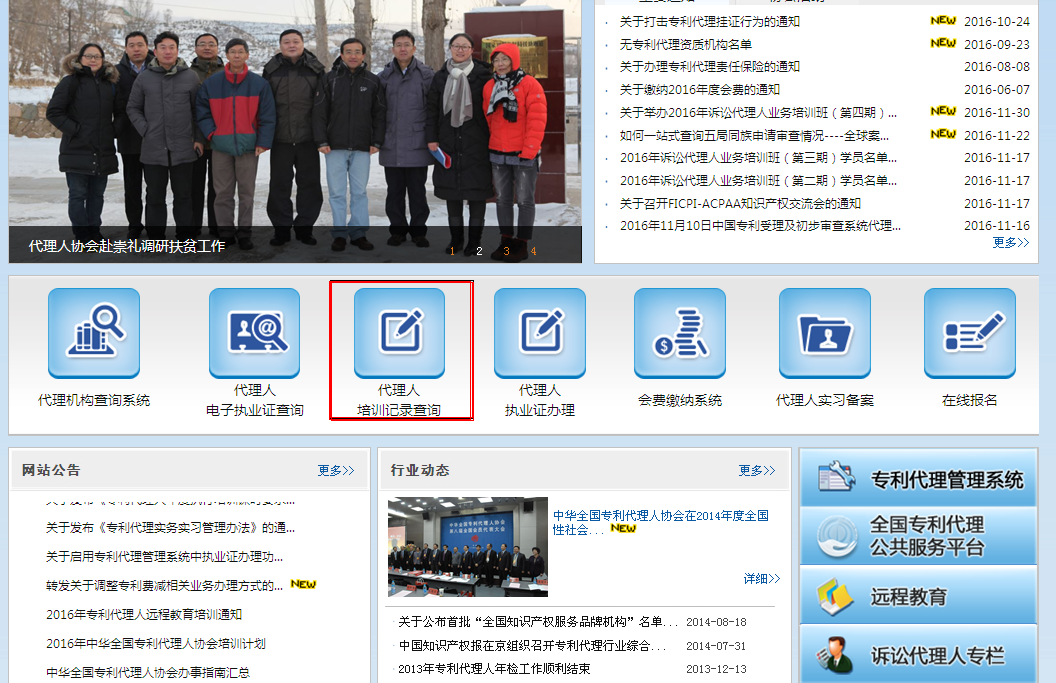 关于打击专利代理挂证行为的通知 NEW 2016-10-24
无专利代理资质机构名单 NEW 2016-09-23
关于办理专利代理责任保险的通知 2016-08-08
关于缴纳2016年度会费的通知 2016-06-07
关于举办2016年诉讼代理人业务培训班（第四期）... NEW 2016-11-30
如何一站式查询五局同族申请审查情况----全球案... NEW 2016-11-22
2016年诉讼代理人业务培训班（第三期）学员名单... 2016-11-17
2016年诉讼代理人业务培训班（第二期）学员名单... 2016-11-17
关于召开FICPI-ACPAA知识产权交流会的通知 2016-11-17
2016年11月10日中国专利受理及初步审查系统代理... 2016-11-16
更多>>
代理人协会赴崇礼调研扶贫工作 1 2 3 4
代理机构查询系统
代理人
电子执业证查询
代理人
培训记录查询
代理人
执业证办理
会费缴纳系统
代理人实习备案
在线报名
网站公告 更多>>
关于发布《专利代理实务实习管理办法》的通...
关于启用专利代理管理系统中执业证办理功...
转发关于调整专利费减相关业务办理方式的... NEW
2016年专利代理人远程教育培训通知
2016年中华全国专利代理人协会培训计划
中华全国专利代理人协会办事指南汇总
行业动态 更多>>
中华全国专利代理人协会
第九届全国会员代表大会
中华全国专利代理人协会在2014年度全国
性社会... NEW
详细>>
关于公布首批“全国知识产权服务品牌机构”名单... 2014-08-18
中国知识产权报在京组织召开专利代理行业综合... 2014-07-31
2013年专利代理人年检工作顺利结束 2013-12-13
专利代理管理系统
全国专利代理
公共服务平台
远程教育
诉讼代理人专栏